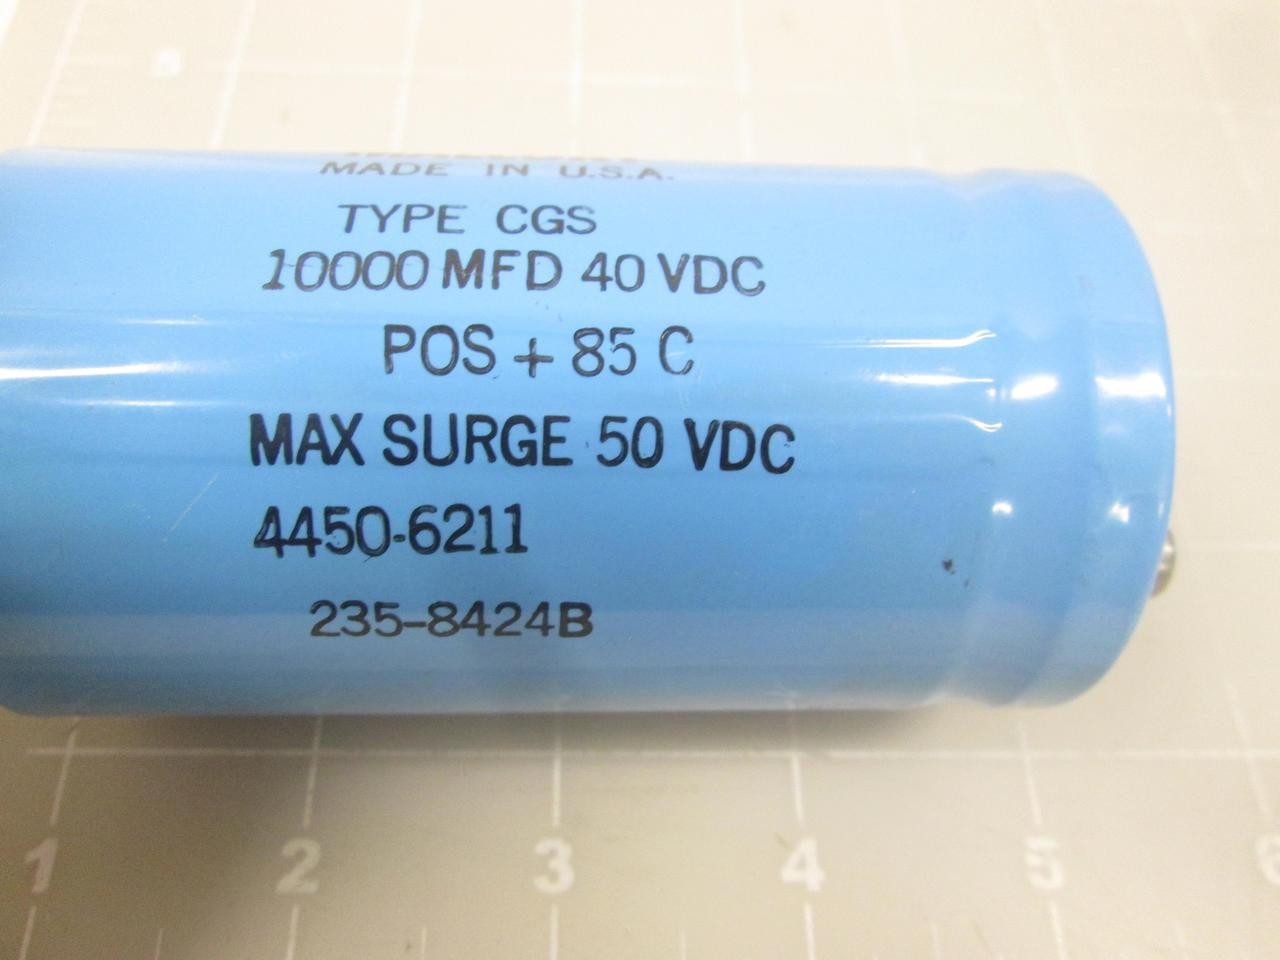 MADE IN U.S.A.
TYPE CGS
10000 MFD 40 VDC
POS + 85 C
MAX SURGE 50 VDC
4450-6211
235-8424B
1 2 3 4 5 6